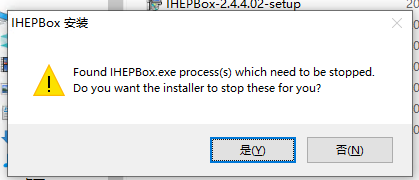 IHEPBox-2.4.4.02-setup
IHEPBox 安装
Found IHEPBox.exe process(s) which need to be stopped.
Do you want the installer to stop these for you?
是(Y)
否(N)